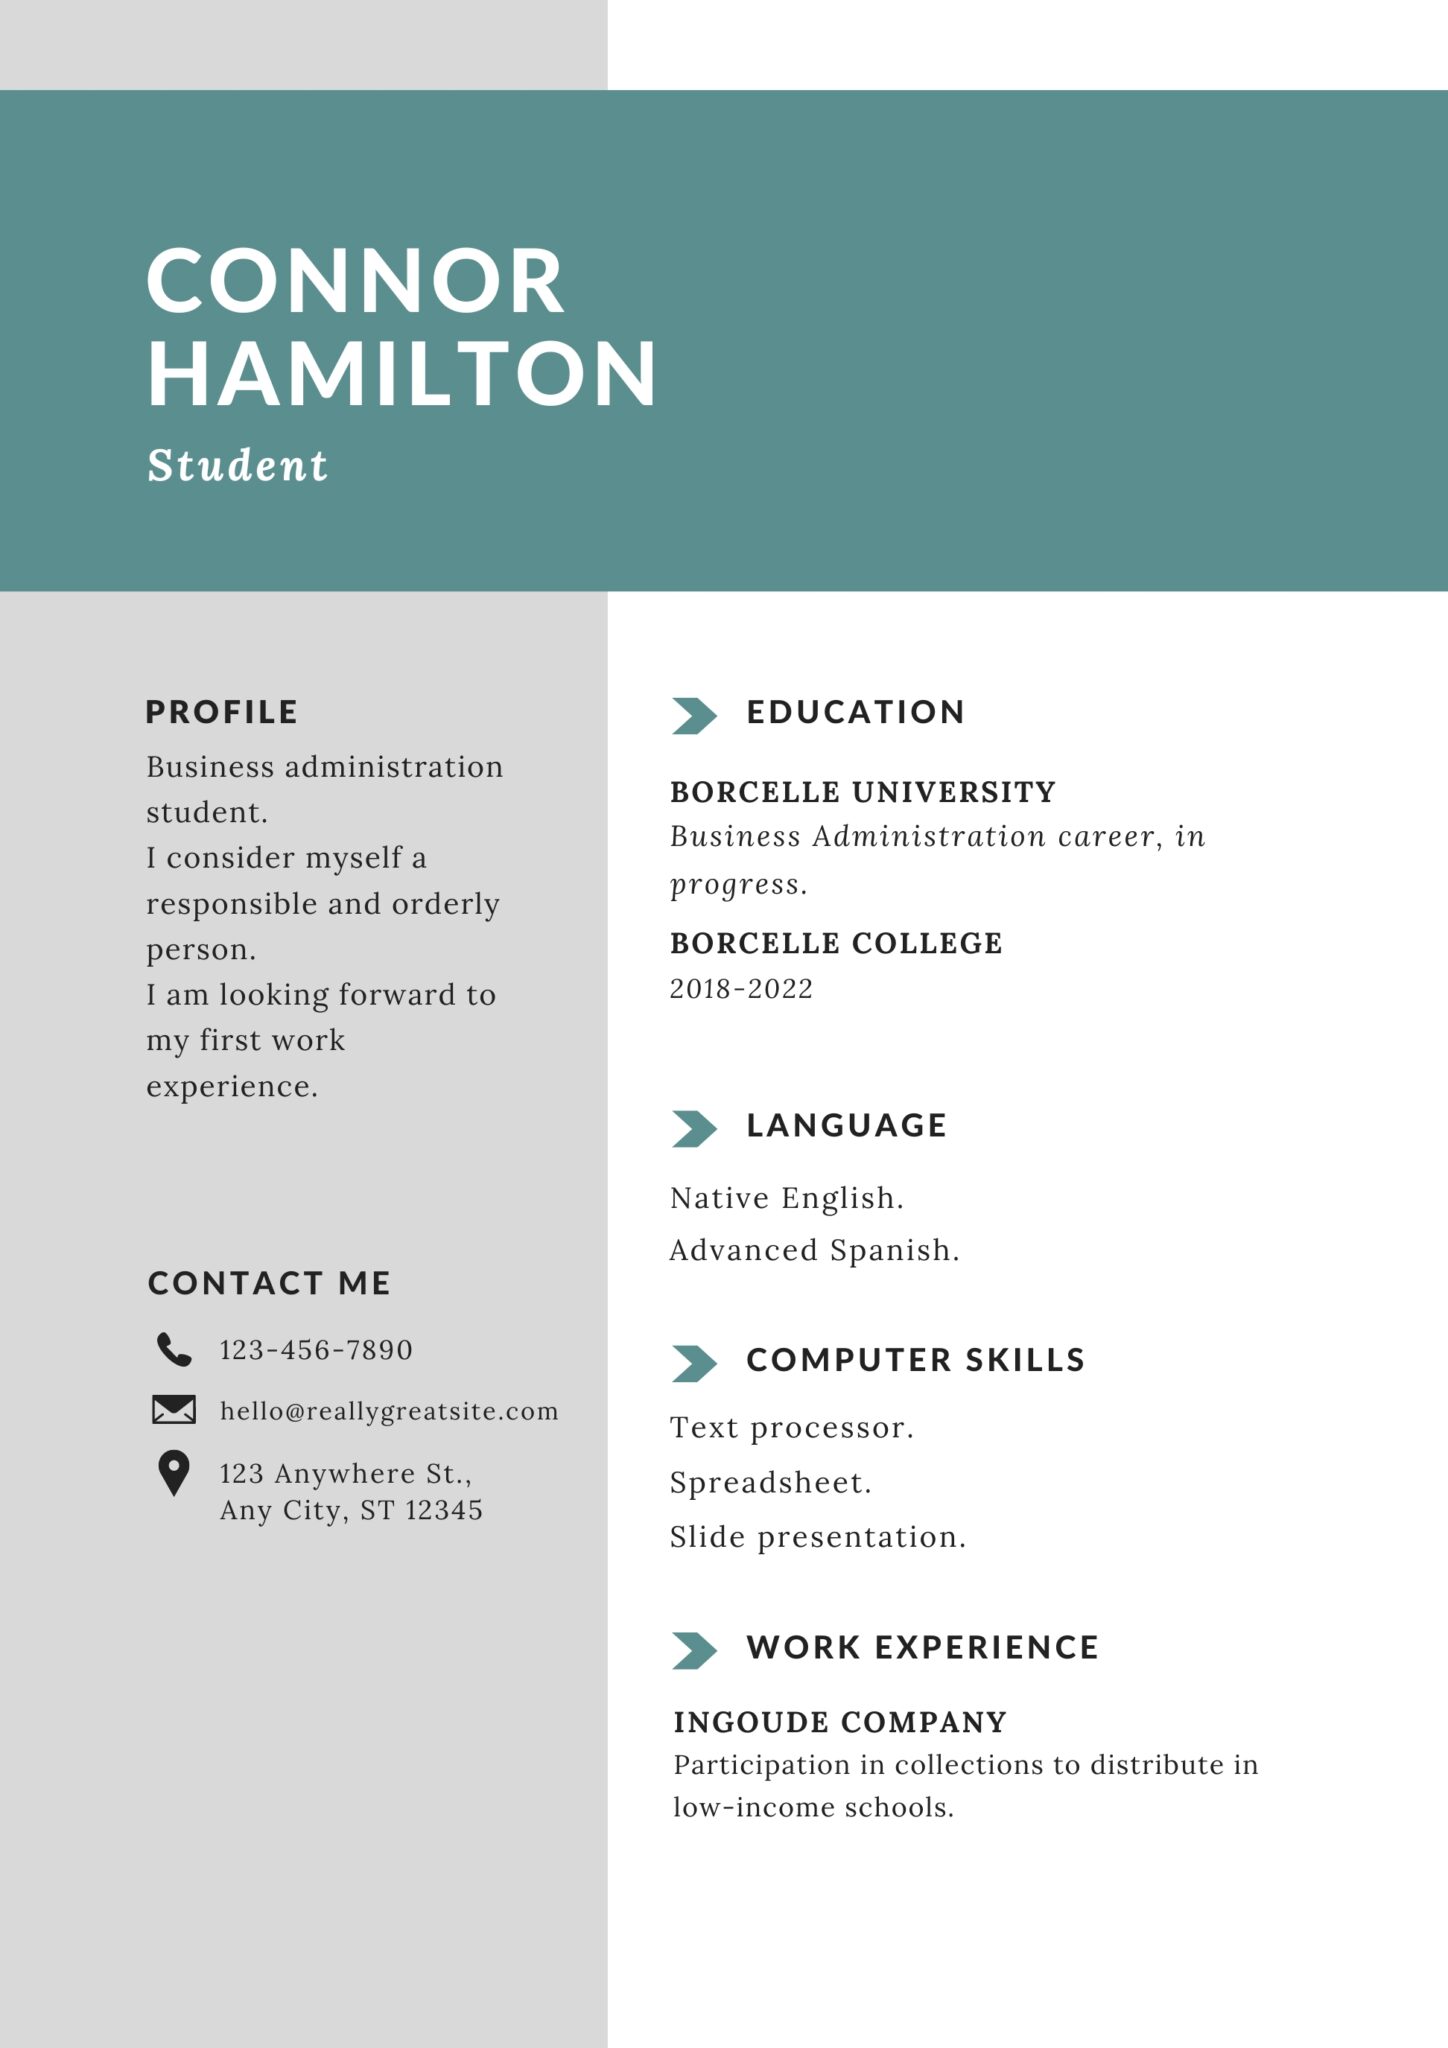 CONNOR
HAMILTON
Student
PROFILE
Business administration
student.
I consider myself a
responsible and orderly
person.
I am looking forward to
my first work
experience.
CONTACT ME
123-456-7890
hello@reallygreatsite.com
123 Anywhere St.,
Any City, ST 12345
EDUCATION
BORCELLE UNIVERSITY
Business Administration career, in
progress.
BORCELLE COLLEGE
2018-2022
LANGUAGE
Native English.
Advanced Spanish.
COMPUTER SKILLS
Text processor.
Spreadsheet.
Slide presentation.
WORK EXPERIENCE
INGOUDE COMPANY
Participation in collections to distribute in
low-income schools.